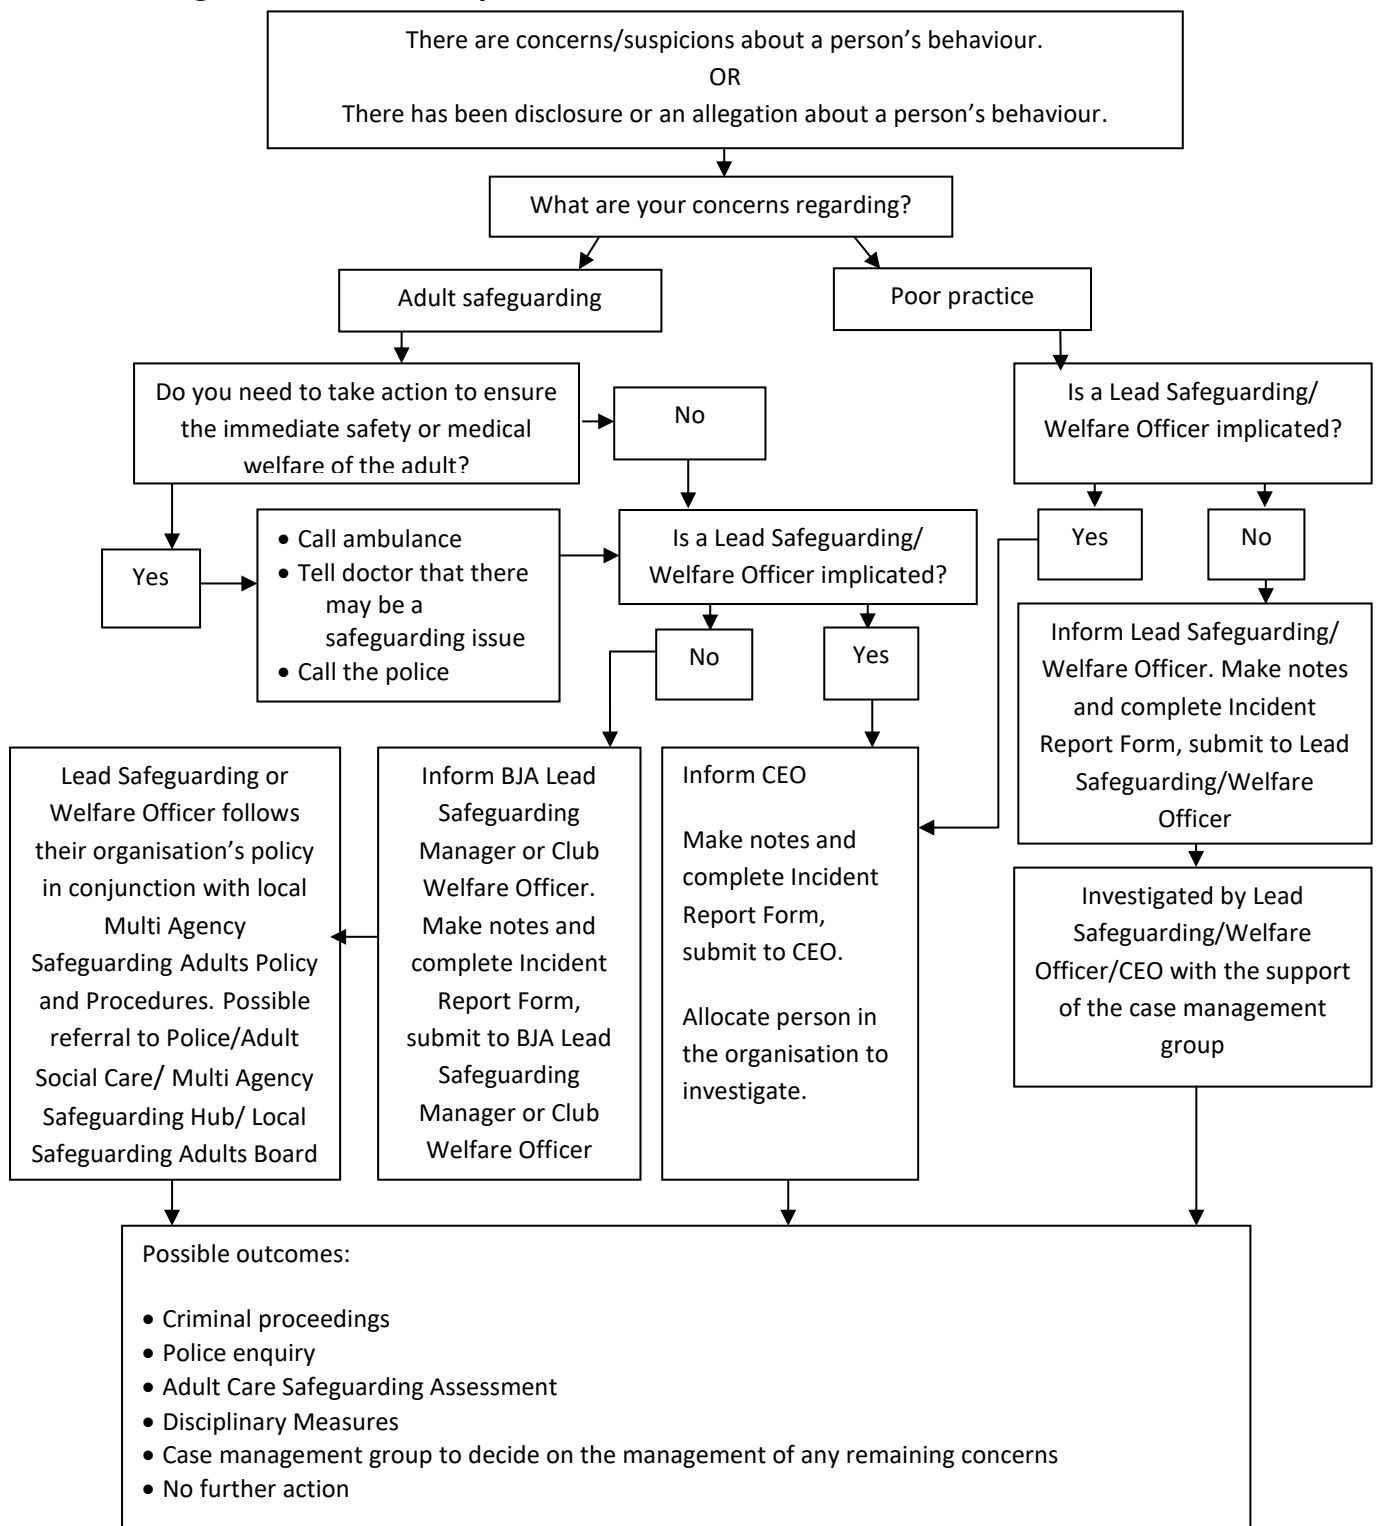 There are concerns/suspicions about a person’s behaviour.
OR
There has been disclosure or an allegation about a person’s behaviour.
What are your concerns regarding?
Adult safeguarding
Poor practice
Do you need to take action to ensure
the immediate safety or medical
welfare of the adult?
No
Is a Lead Safeguarding/
Welfare Officer implicated?
Yes
• Call ambulance
• Tell doctor that there
may be a
safeguarding issue
• Call the police
Is a Lead Safeguarding/
Welfare Officer implicated?
Yes
No
No
Yes
Inform Lead Safeguarding/
Welfare Officer. Make notes
and complete Incident
Report Form, submit to Lead
Safeguarding/Welfare
Officer
Lead Safeguarding or
Welfare Officer follows
their organisation’s policy
in conjunction with local
Multi Agency
Safeguarding Adults Policy
and Procedures. Possible
referral to Police/Adult
Social Care/ Multi Agency
Safeguarding Hub/ Local
Safeguarding Adults Board
Inform BJA Lead
Safeguarding
Manager or Club
Welfare Officer.
Make notes and
complete Incident
Report Form,
submit to BJA Lead
Safeguarding
Manager or Club
Welfare Officer
Inform CEO
Make notes and
complete Incident
Report Form,
submit to CEO.
Allocate person in
the organisation to
investigate.
Investigated by Lead
Safeguarding/Welfare
Officer/CEO with the support
of the case management
group
Possible outcomes:
• Criminal proceedings
• Police enquiry
• Adult Care Safeguarding Assessment
• Disciplinary Measures
• Case management group to decide on the management of any remaining concerns
• No further action